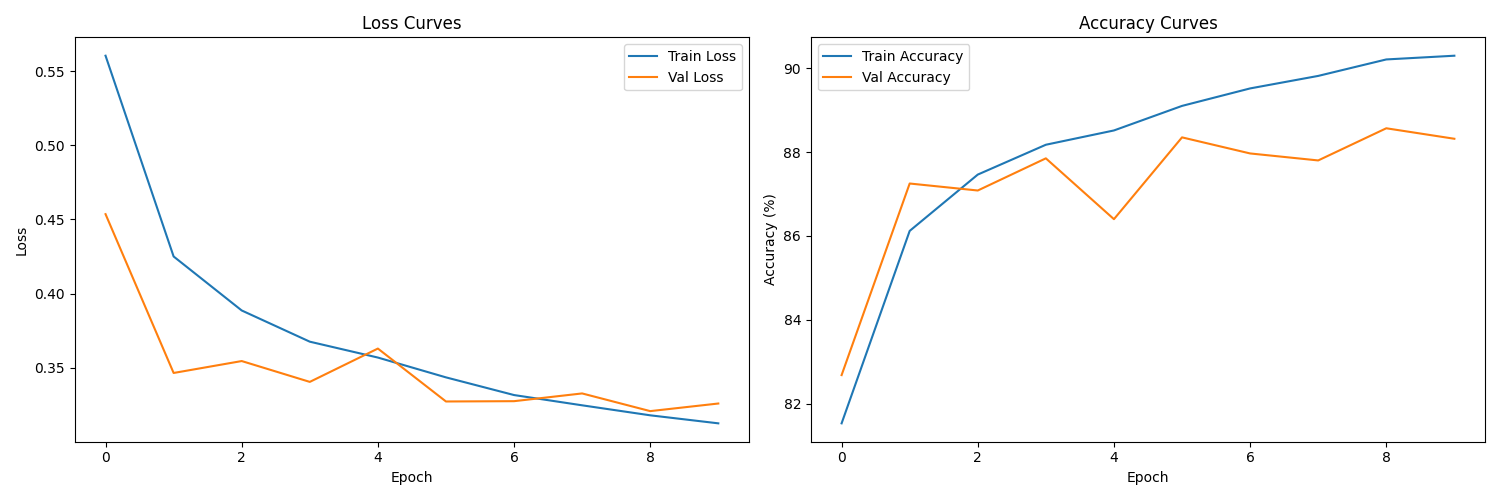 Loss Curves
Train Loss
Val Loss
0.55
0.50
0.45
0.40
0.35
Loss
0 2 4 6 8
Epoch
Accuracy Curves
Train Accuracy
Val Accuracy
90
88
86
84
82
Accuracy (%)
0 2 4 6 8
Epoch